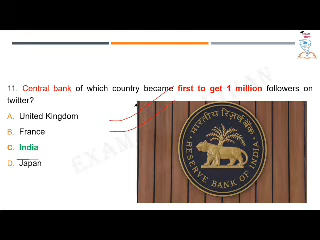 11. Central bank of which country became first to get 1 million followers on
twitter?
A. United Kingdom
B. France
C. India
D. Japan
भारतीय रिज़र्व बैंक
RESERVE BANK OF INDIA